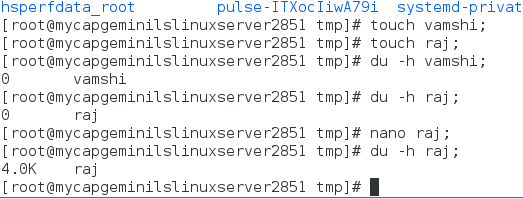 hsperfdata_root pulse-ITXocIiwA79i systemd-privat
[root@mycapgeminilslinuxserver2851 tmp]# touch vamshi;
[root@mycapgeminilslinuxserver2851 tmp]# touch raj;
[root@mycapgeminilslinuxserver2851 tmp]# du -h vamshi;
0 vamshi
[root@mycapgeminilslinuxserver2851 tmp]# du -h raj;
0 raj
[root@mycapgeminilslinuxserver2851 tmp]# nano raj;
[root@mycapgeminilslinuxserver2851 tmp]# du -h raj;
4.0K raj
[root@mycapgeminilslinuxserver2851 tmp]#